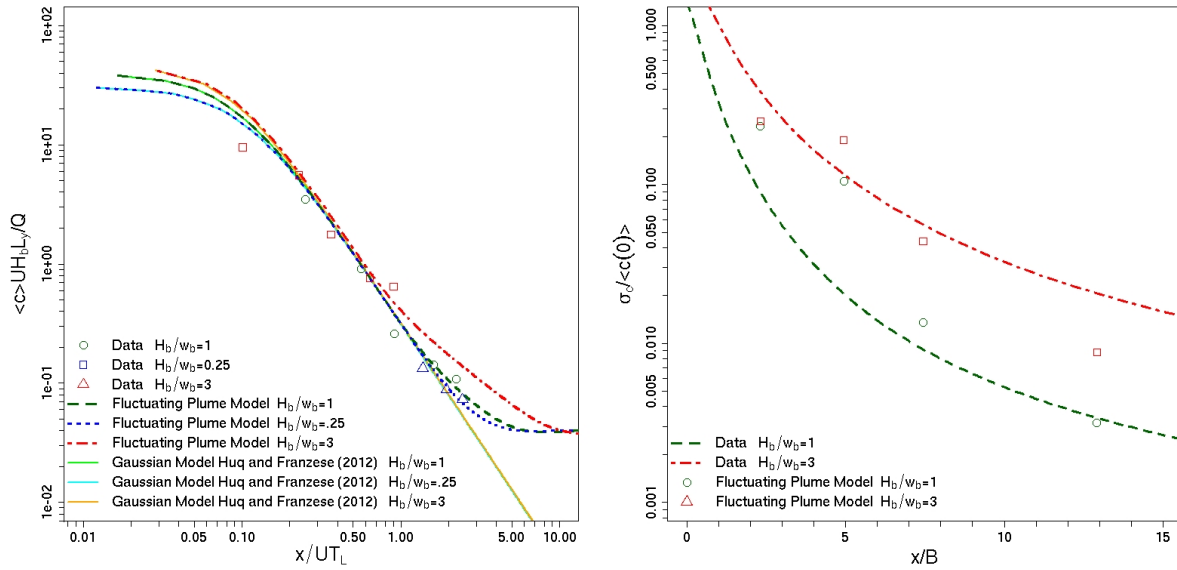 1e+02
1e+01
1e+00
1e-01
1e-02
<c>UH_bL_y/Q
Data H_b/w_b=1
Data H_b/w_b=0.25
Data H_b/w_b=3
Fluctuating Plume Model H_b/w_b=1
Fluctuating Plume Model H_b/w_b=.25
Fluctuating Plume Model H_b/w_b=3
Gaussian Model Huq and Franzese (2012) H_b/w_b=1
Gaussian Model Huq and Franzese (2012) H_b/w_b=.25
Gaussian Model Huq and Franzese (2012) H_b/w_b=3
0.01 0.05 0.10 0.50 1.00 5.00 10.00
x/UT_L
1.000
0.500
0.100
0.050
0.010
0.005
0.001
σ_c/<c(0)>
Data H_b/w_b=1
Data H_b/w_b=3
Fluctuating Plume Model H_b/w_b=1
Fluctuating Plume Model H_b/w_b=3
0 5 10 15
x/B